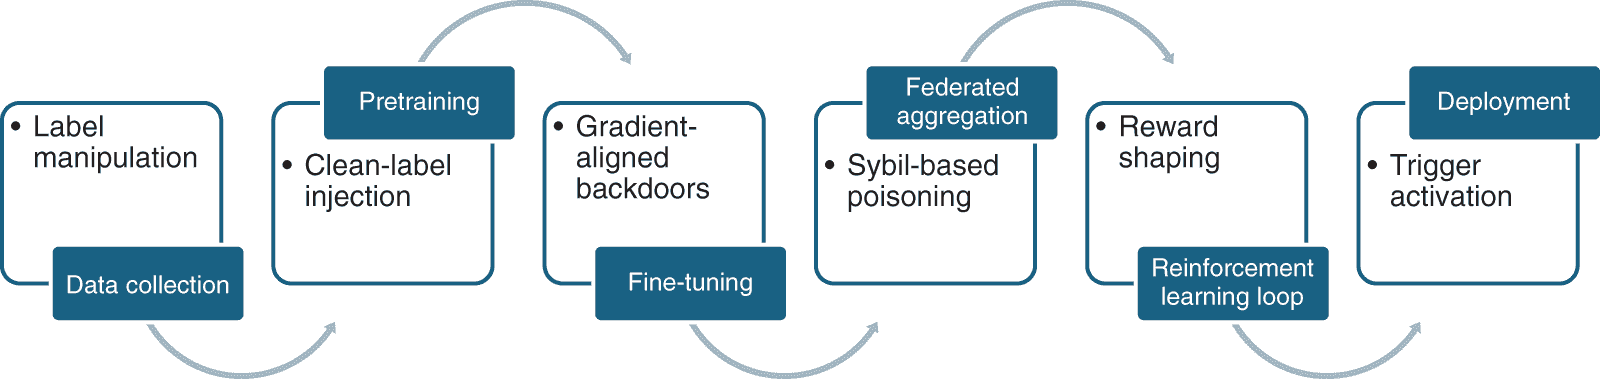 • Label
manipulation
Data collection
Pretraining
• Clean-label
injection
• Gradient-
aligned
backdoors
Fine-tuning
Federated
aggregation
• Sybil-based
poisoning
• Reward
shaping
Reinforcement
learning loop
Deployment
• Trigger
activation